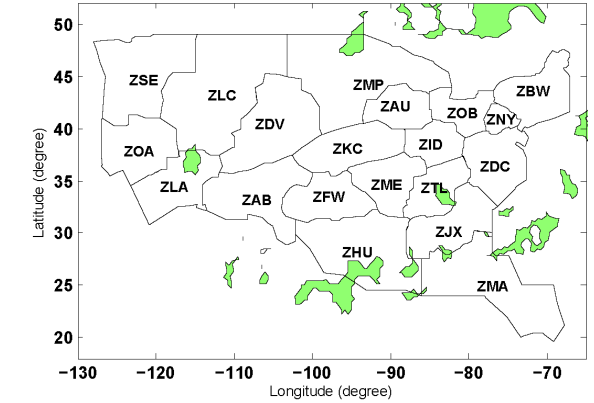 50
45
40
35
30
25
20
Latitude (degree)
ZSE
ZLC
ZMP
ZBW
ZAU
ZOB
ZNY
ZDV
ZOA
ZKC
ZID
ZDC
ZLA
ZAB
ZFW
ZME
ZTL
ZJX
ZHU
ZMA
−130 −120 −110 −100 −90 −80 −70
Longitude (degree)